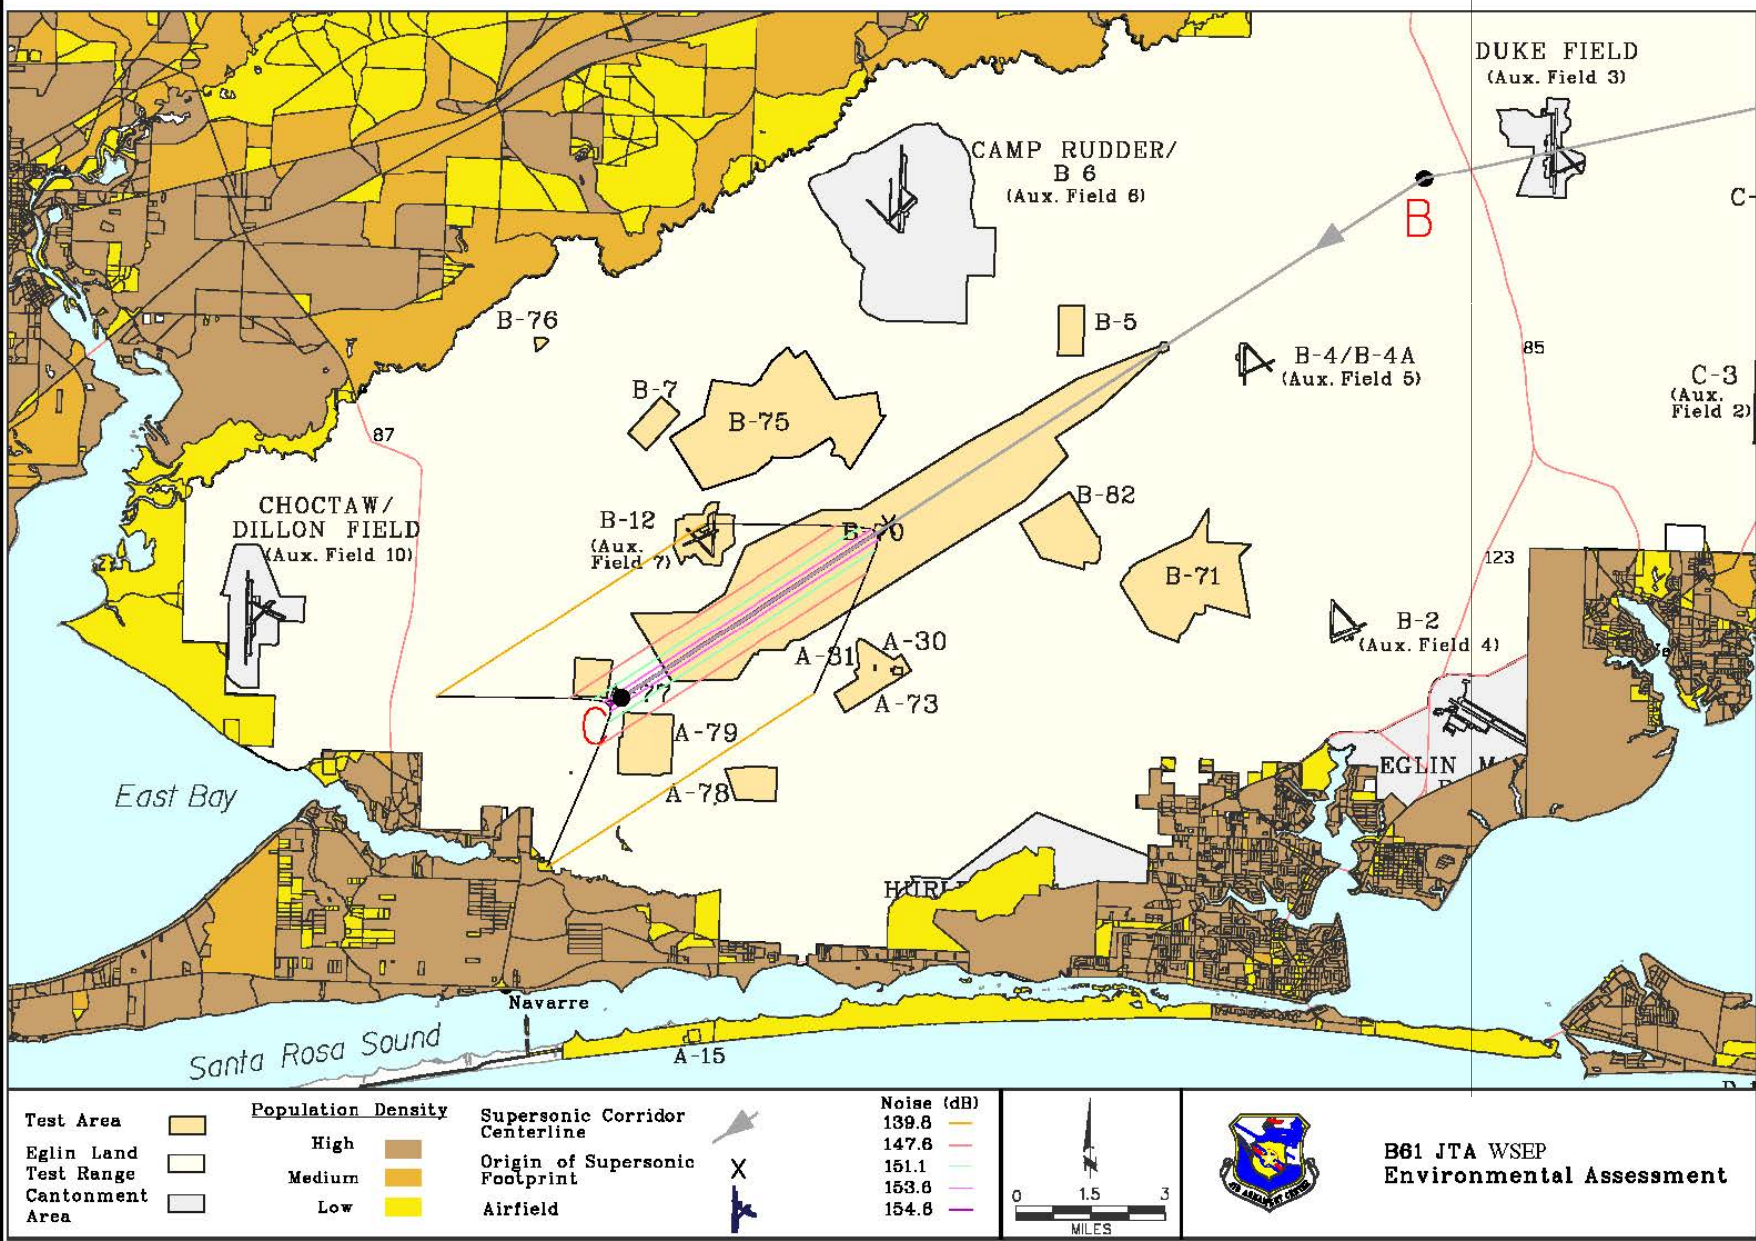 DUKE FIELD
(Aux. Field 3)
CAMP RUDDER/
B 6
(Aux. Field 6)
C-
B
B-76
B-5
85
B-4/B-4A
(Aux. Field 5)
C-3
(Aux.
Field 2)
B-7
B-75
87
CHOCTAW/
DILLON FIELD
(Aux. Field 10)
B-12
(Aux.
Field 7)
B-82
123
B-71
B-2
(Aux. Field 4)
A-30
A-31
A-73
C
A-79
A-78
EGLIN
East Bay
Navarre
Santa Rosa Sound
A-15
Test Area
Eglin Land
Test Range
Cantonment
Area
Population Density
High
Medium
Low
Supersonic Corridor
Centerline
Origin of Supersonic
Footprint
X
Airfield
Noise (dB)
139.8
147.6
151.1
153.6
154.6
N
0 1.5 3
MILES
B61 JTA WSEP
Environmental Assessment